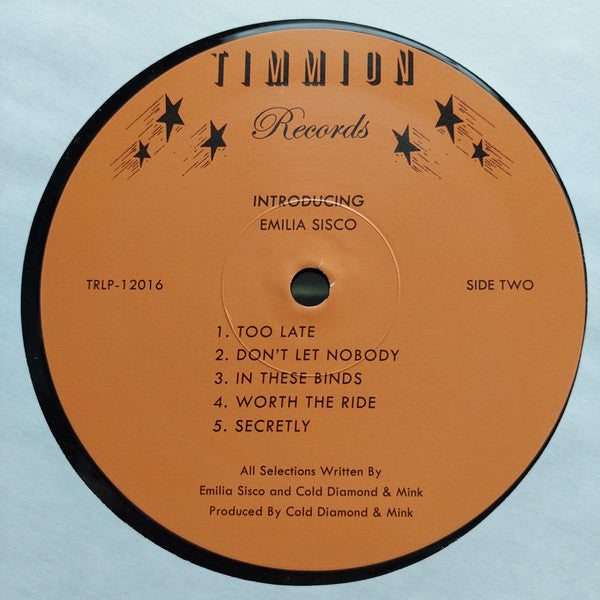 TIMMION
Records
INTRODUCING
EMILIA SISCO
TRLP-12016
SIDE TWO
1. TOO LATE
2. DON'T LET NOBODY
3. IN THESE BINDS
4. WORTH THE RIDE
5. SECRETLY
All Selections Written By
Emilia Sisco and Cold Diamond & Mink
Produced By Cold Diamond & Mink